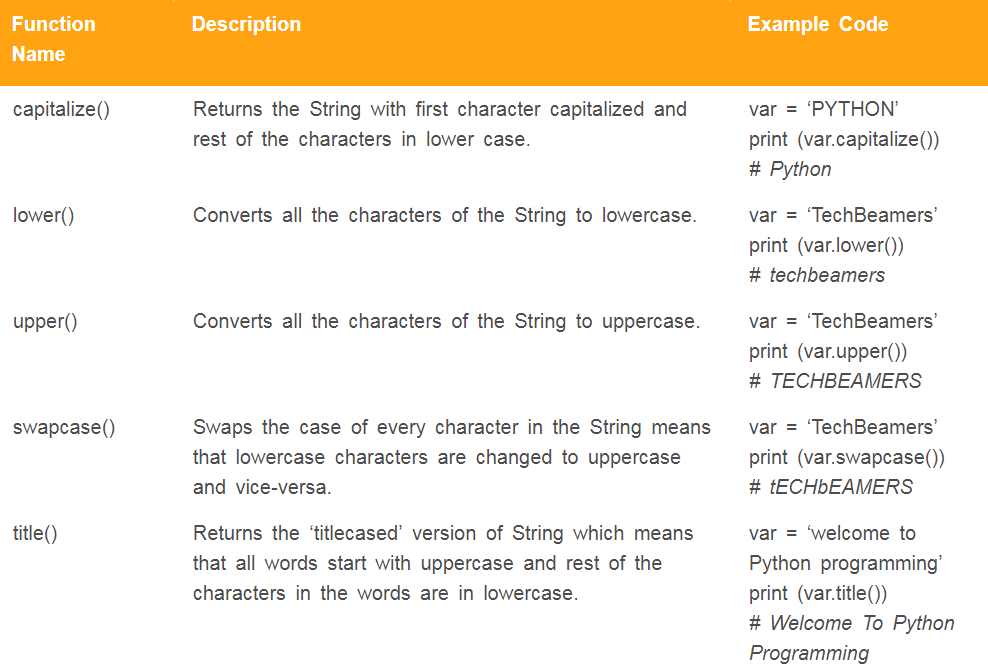 Function Name Description Example Code
capitalize() Returns the String with first character capitalized and var = ‘PYTHON’
rest of the characters in lower case. print (var.capitalize())
# Python
lower() Converts all the characters of the String to lowercase. var = ‘TechBeamers’
print (var.lower())
# techbeamers
upper() Converts all the characters of the String to uppercase. var = ‘TechBeamers’
print (var.upper())
# TECHBEAMERS
swapcase() Swaps the case of every character in the String means var = ‘TechBeamers’
that lowercase characters are changed to uppercase print (var.swapcase())
and vice-versa. # tECHbEAMERS
title() Returns the ‘titlecased’ version of String which means var = ‘welcome to
that all words start with uppercase and rest of the Python programming’
characters in the words are in lowercase. print (var.title())
# Welcome To Python
Programming